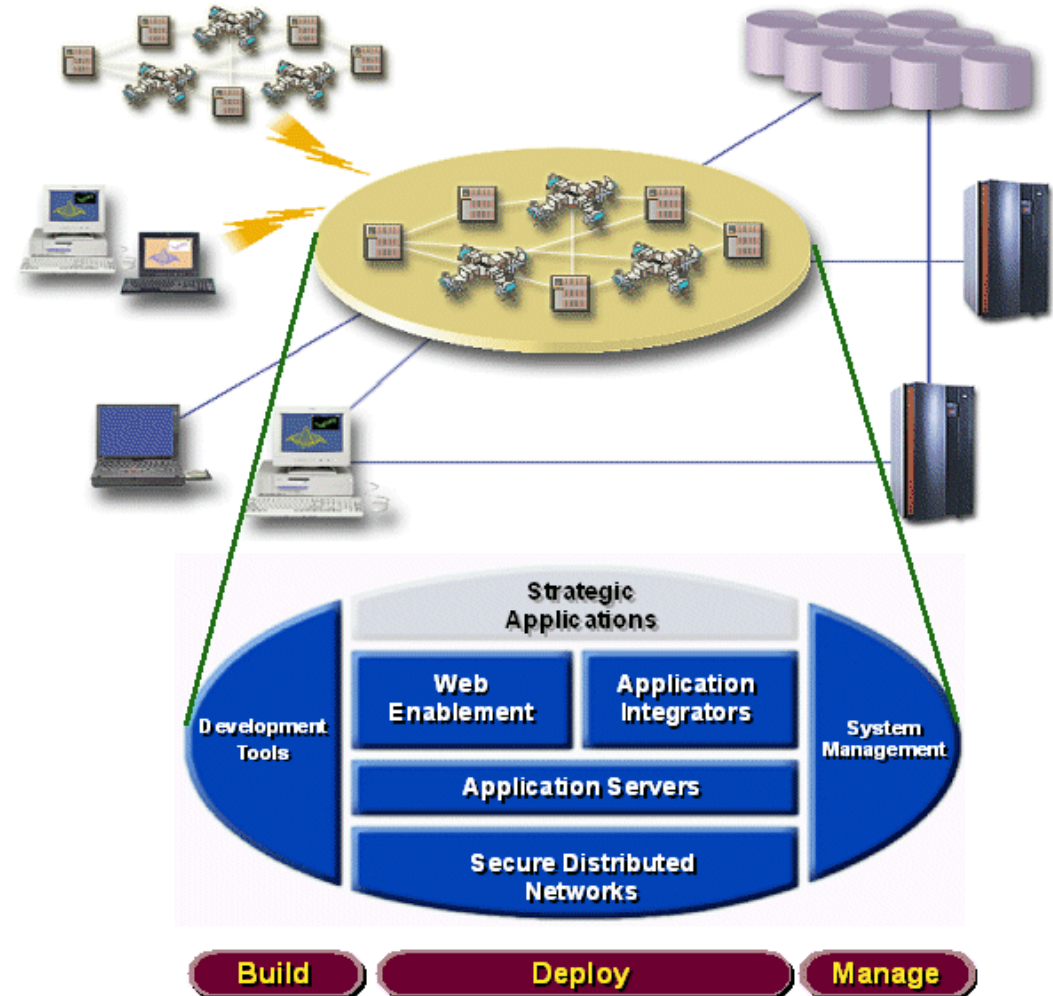 Strategic
Applications
Web
Enablement
Application
Integrators
Development
Tools
System
Management
Application Servers
Secure Distributed
Networks
Build
Deploy
Manage